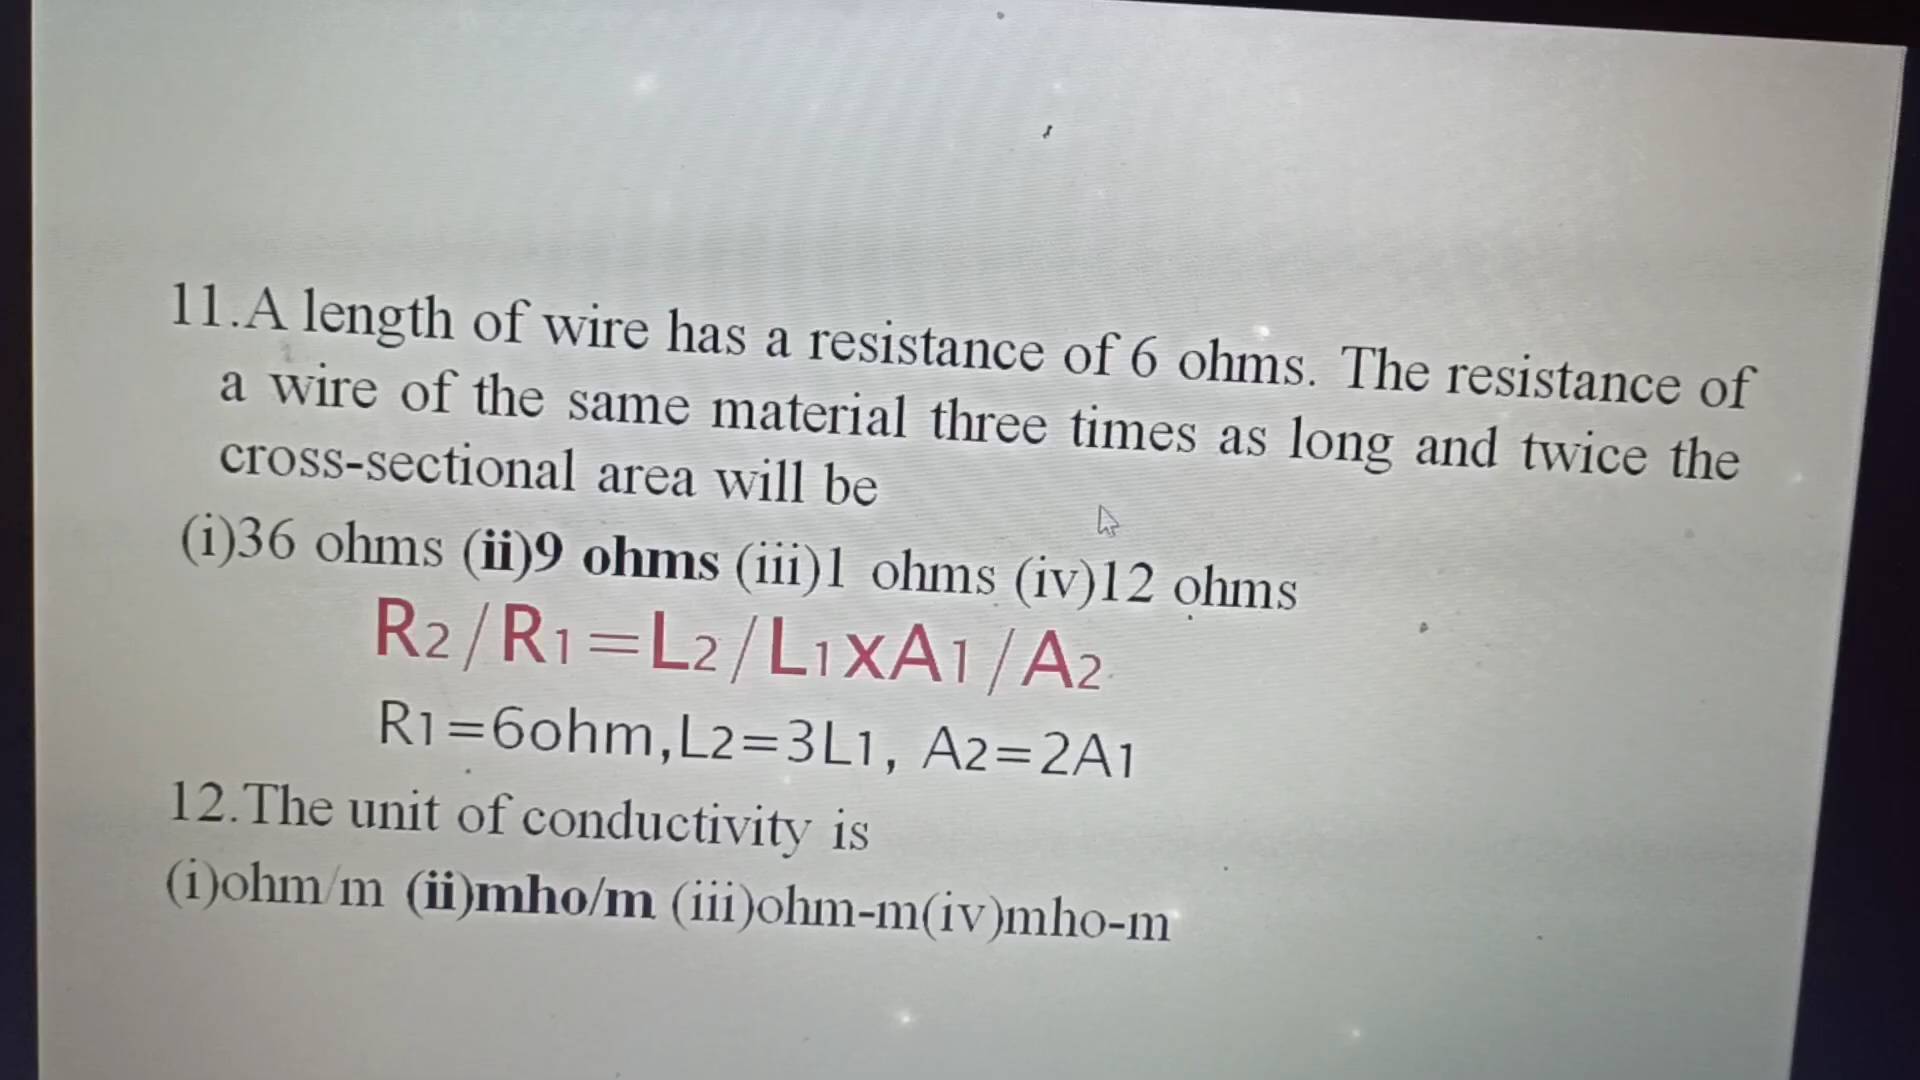 11.A length of wire has a resistance of 6 ohms. The resistance of
a wire of the same material three times as long and twice the
cross-sectional area will be
(i)36 ohms (ii)9 ohms (iii)1 ohms (iv)12 ohms
R2/R1=L2/L1xA1/A2
R1=6ohm,L2=3L1, A2=2A1
12.The unit of conductivity is
(i)ohm/m (ii)mho/m (iii)ohm-m(iv)mho-m